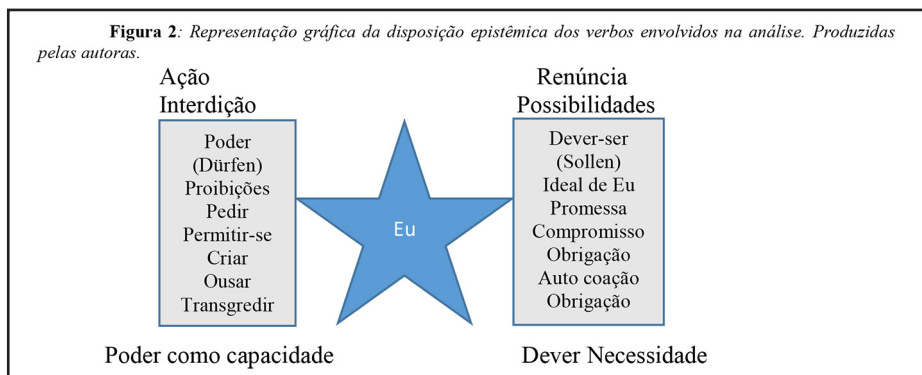 Figura 2: Representação gráfica da disposição epistêmica dos verbos envolvidos na análise. Produzidas
pelas autoras.
Ação
Interdição
Renúncia
Possibilidades
Poder
(Dürfen)
Proibições
Pedir
Permitir-se
Criar
Ousar
Transgredir
Eu
Dever-ser
(Sollen)
Ideal de Eu
Promessa
Compromisso
Obrigação
Auto coação
Obrigação
Poder como capacidade
Dever Necessidade